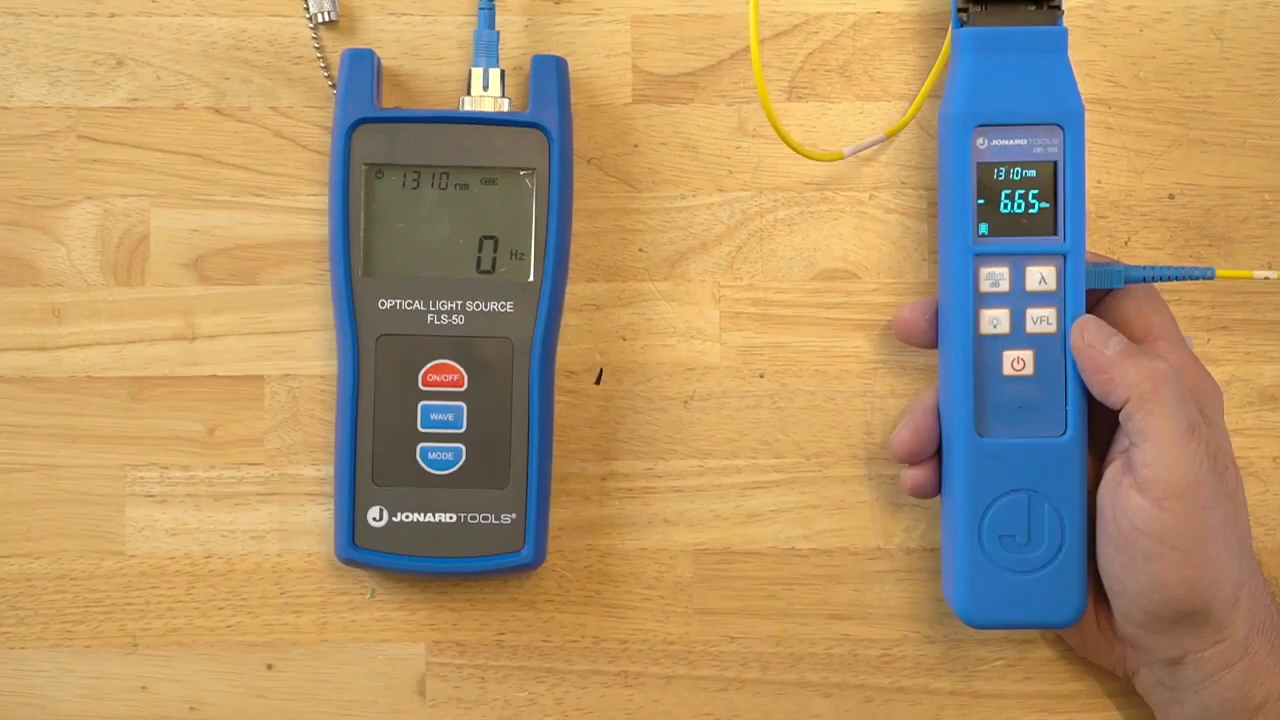 1310 nm
0 Hz
OPTICAL LIGHT SOURCE
FLS-50
ON/OFF
WAVE
MODE
J JONARD TOOLS®
J JONARD TOOLS
1310 nm
- 6.65 dBm
dBm
dB
λ
VFL
J